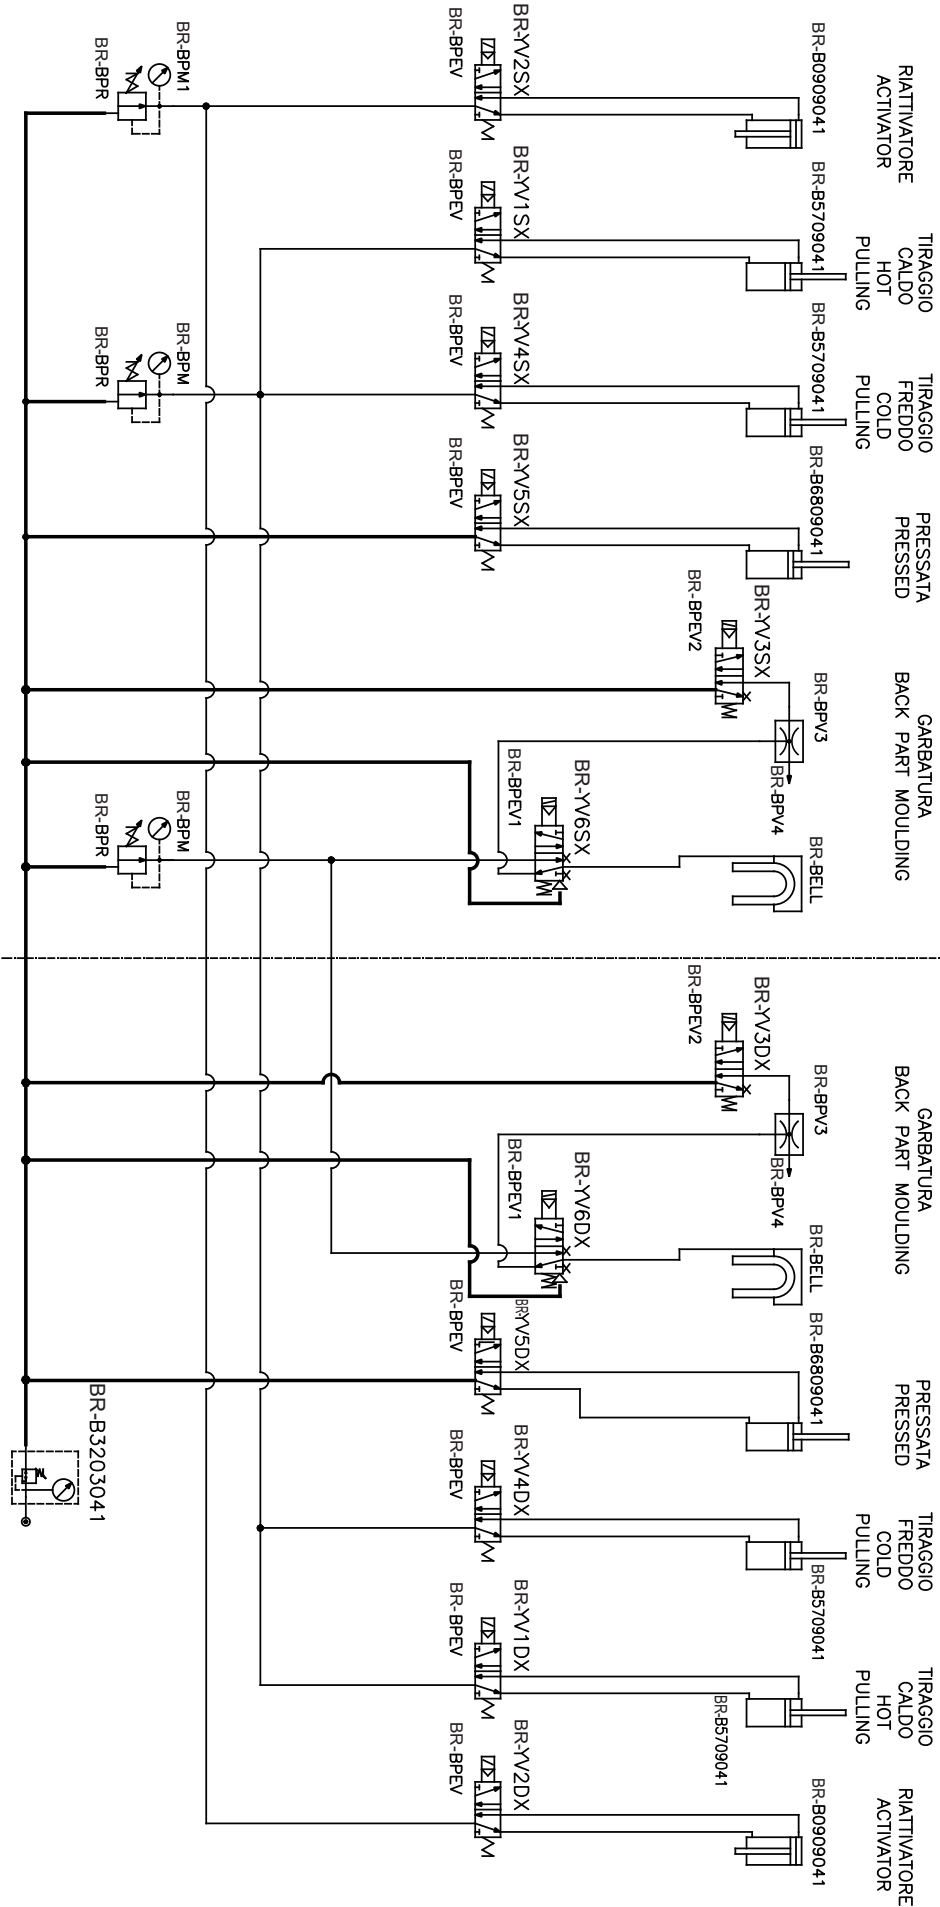 RIATTIVATORE
ACTIVATOR
BR-B0909041
BR-YV2SX
BR-BPEV
BR-BPM1
BR-BPR
TIRAGGIO
CALDO
HOT
PULLING
BR-B5709041
BR-YV1SX
BR-BPEV
TIRAGGIO
FREDDO
COLD
PULLING
BR-B5709041
BR-YV4SX
BR-BPEV
BR-BPM
BR-BPR
PRESSATA
PRESSED
BR-B6809041
BR-YV5SX
BR-BPEV
GARBATURA
BACK PART MOULDING
BR-YV3SX
BR-BPEV2
BR-BPV3
BR-BPV4
BR-YV6SX
BR-BPEV1
BR-BELL
BR-BPM
BR-BPR
GARBATURA
BACK PART MOULDING
BR-YV3DX
BR-BPEV2
BR-BPV3
BR-BPV4
BR-YV6DX
BR-BPEV1
BR-BELL
PRESSATA
PRESSED
BR-B6809041
BR-YV5DX
BR-BPEV
BR-B3203041
TIRAGGIO
FREDDO
COLD
PULLING
BR-B5709041
BR-YV4DX
BR-BPEV
TIRAGGIO
CALDO
HOT
PULLING
BR-B5709041
BR-YV1DX
BR-BPEV
RIATTIVATORE
ACTIVATOR
BR-B0909041
BR-YV2DX
BR-BPEV